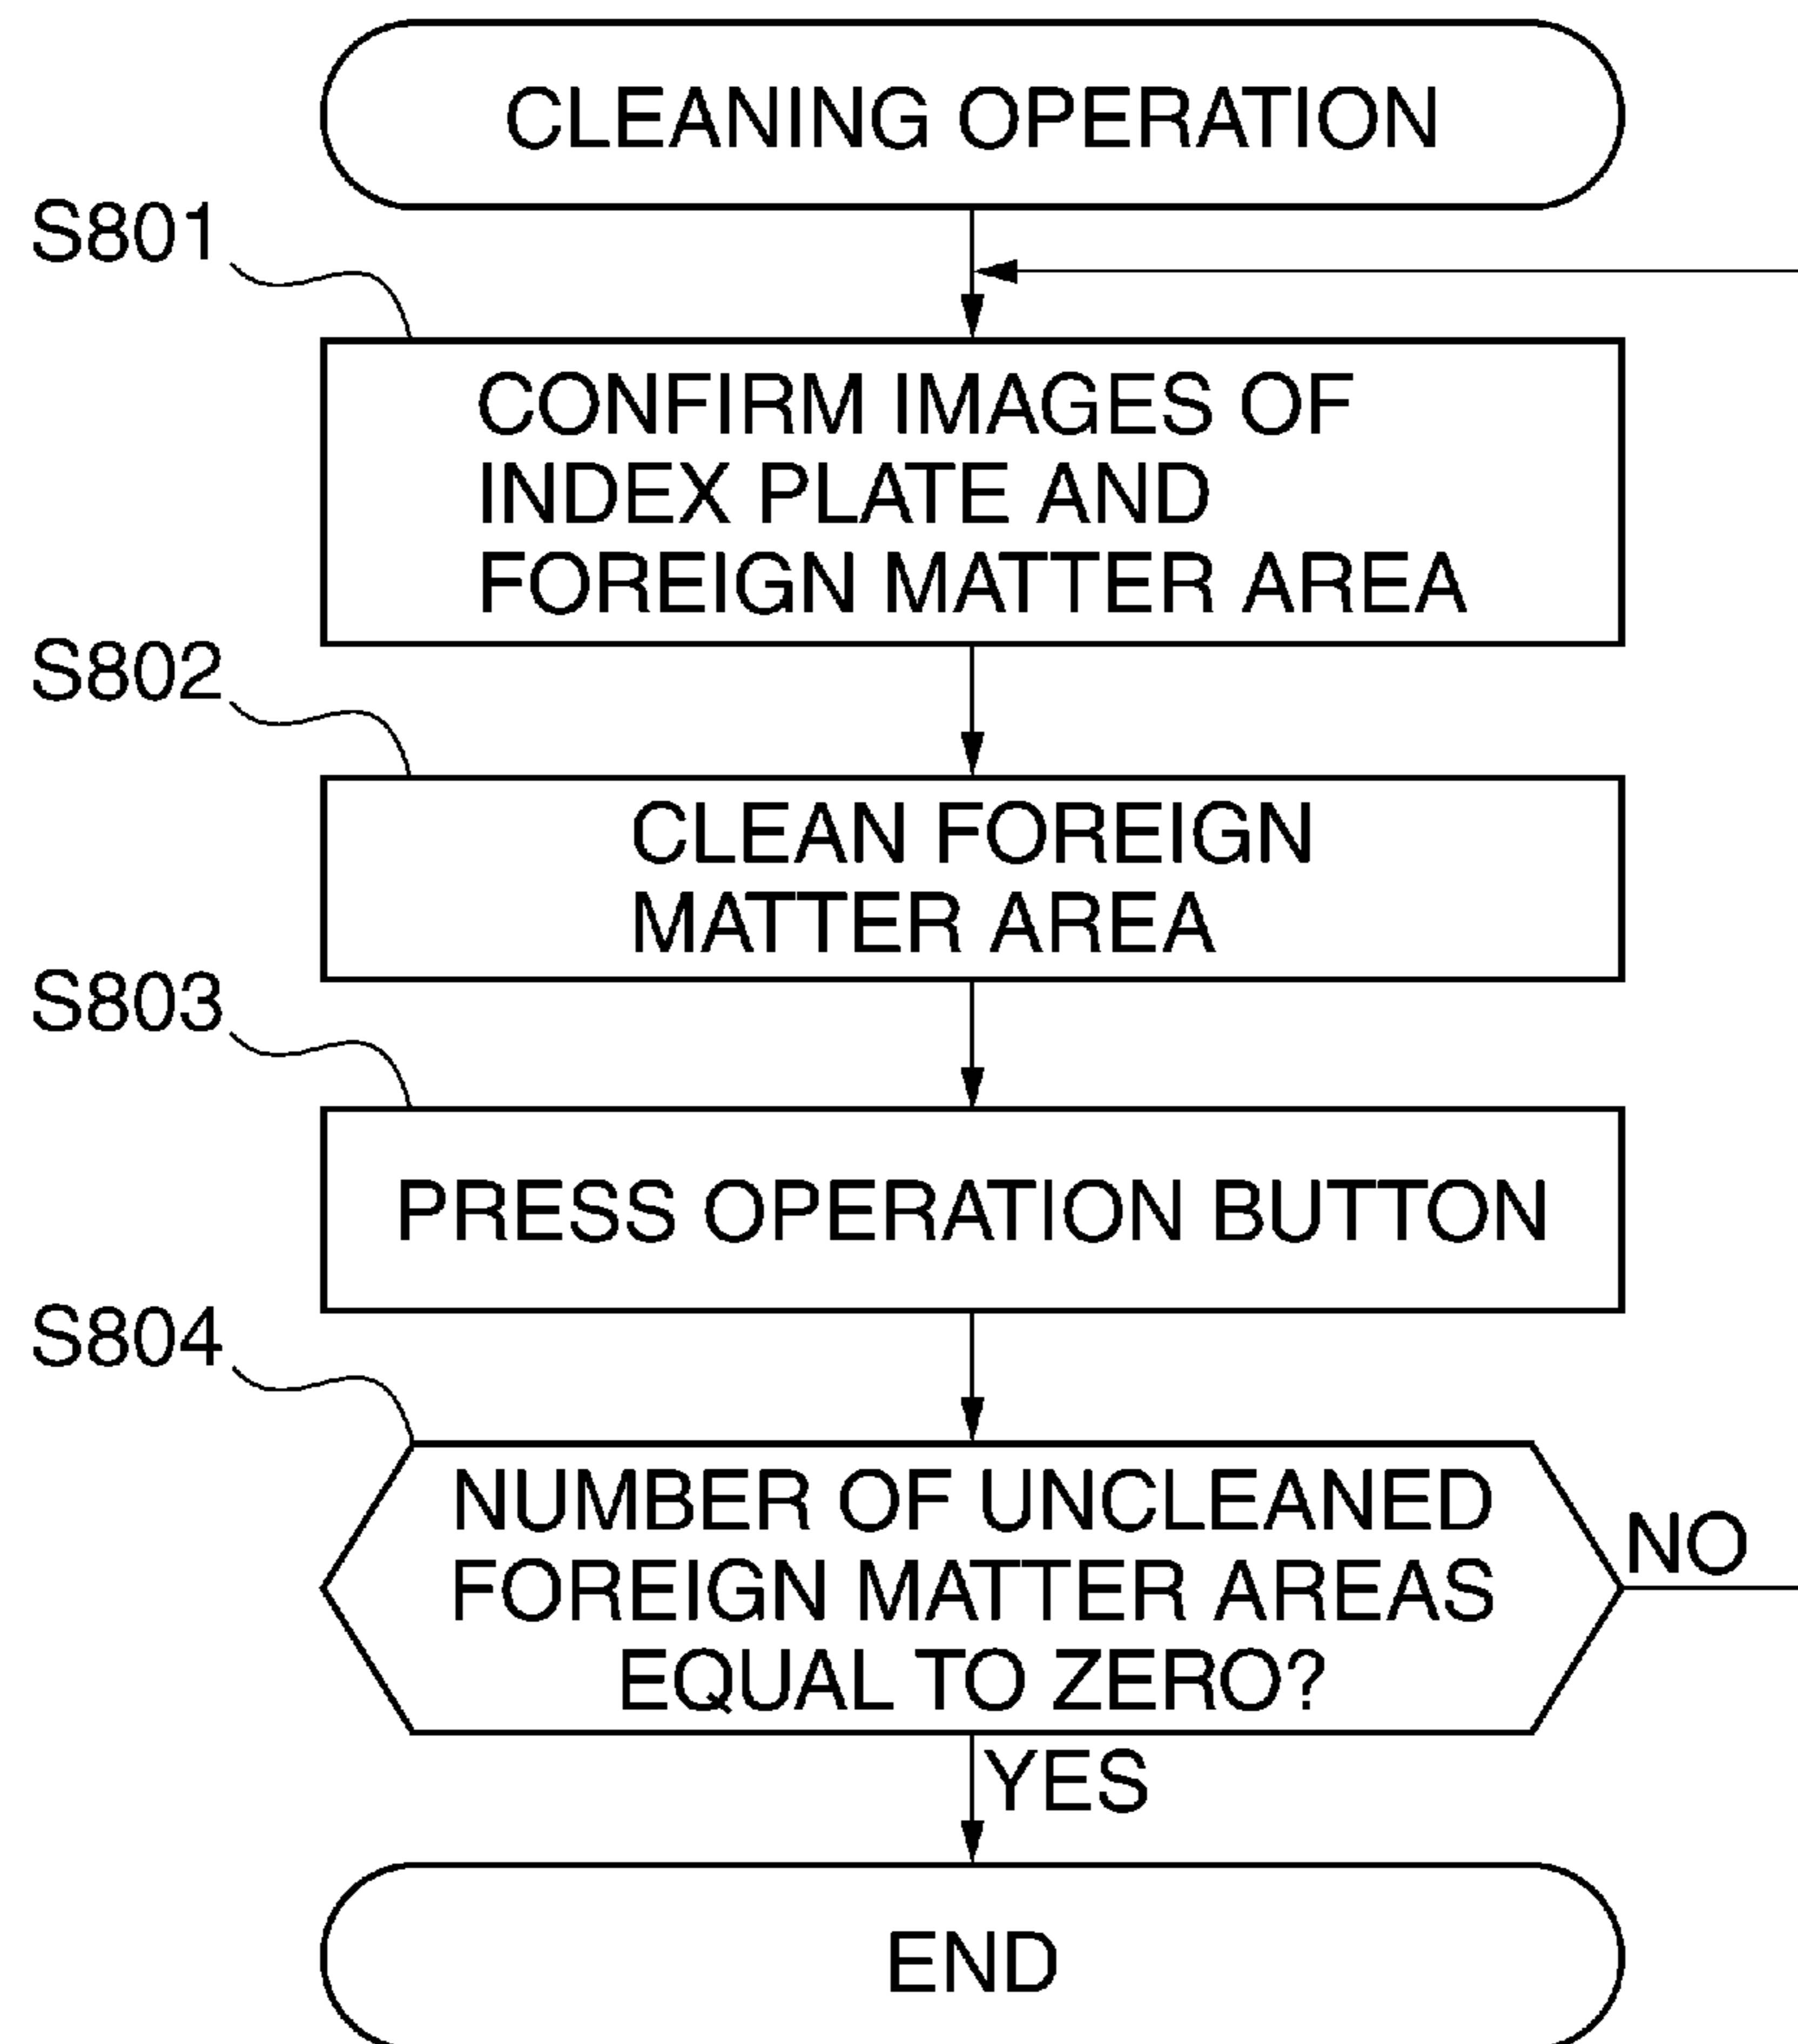 CLEANING OPERATION
S801
CONFIRM IMAGES OF
INDEX PLATE AND
FOREIGN MATTER AREA
S802
CLEAN FOREIGN
MATTER AREA
S803
PRESS OPERATION BUTTON
S804
NUMBER OF UNCLEANED
FOREIGN MATTER AREAS
EQUAL TO ZERO?
NO
YES
END